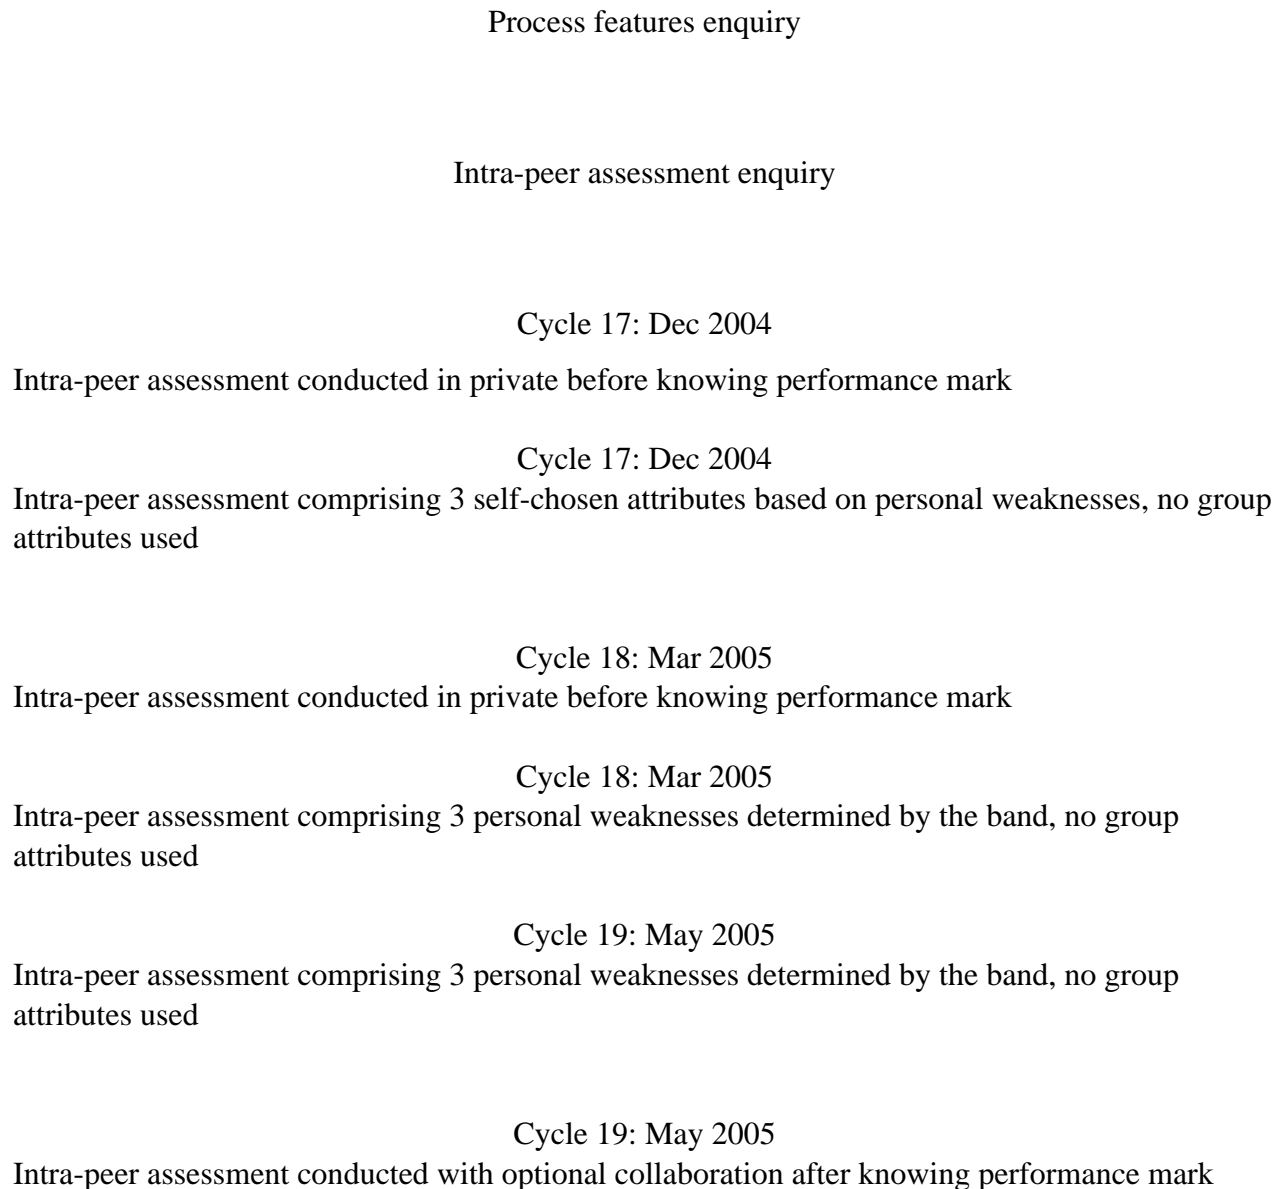 Process features enquiry
Intra-peer assessment enquiry
Cycle 17: Dec 2004
Intra-peer assessment conducted in private before knowing performance mark
Cycle 17: Dec 2004
Intra-peer assessment comprising 3 self-chosen attributes based on personal weaknesses, no group
attributes used
Cycle 18: Mar 2005
Intra-peer assessment conducted in private before knowing performance mark
Cycle 18: Mar 2005
Intra-peer assessment comprising 3 personal weaknesses determined by the band, no group
attributes used
Cycle 19: May 2005
Intra-peer assessment comprising 3 personal weaknesses determined by the band, no group
attributes used
Cycle 19: May 2005
Intra-peer assessment conducted with optional collaboration after knowing performance mark